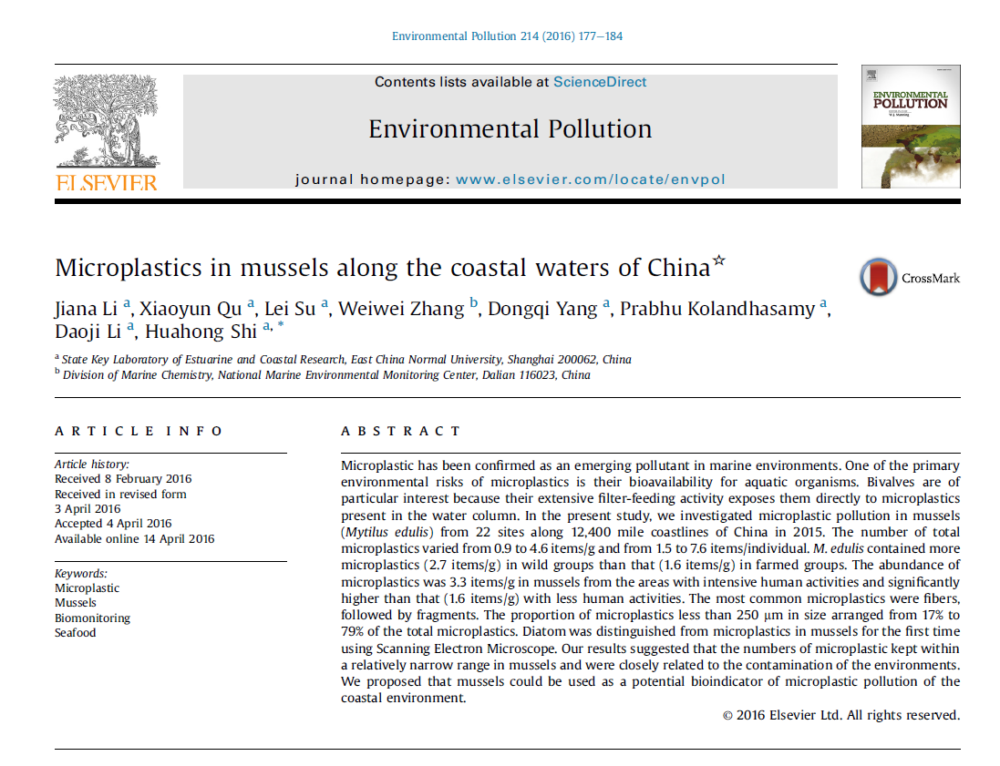 Environmental Pollution 214 (2016) 177–184
Contents lists available at ScienceDirect
Environmental Pollution
journal homepage: www.elsevier.com/locate/envpol
ELSEVIER
ENVIRONMENTAL
POLLUTION
Microplastics in mussels along the coastal waters of China☆
CrossMark
Jiana Li a, Xiaoyun Qu a, Lei Su a, Weiwei Zhang b, Dongqi Yang a, Prabhu Kolandhasamy a,
Daoji Li a, Huahong Shi a, *
a State Key Laboratory of Estuarine and Coastal Research, East China Normal University, Shanghai 200062, China
b Division of Marine Chemistry, National Marine Environmental Monitoring Center, Dalian 116023, China
ARTICLE INFO
Article history:
Received 8 February 2016
Received in revised form
3 April 2016
Accepted 4 April 2016
Available online 14 April 2016
Keywords:
Microplastic
Mussels
Biomonitoring
Seafood
ABSTRACT
Microplastic has been confirmed as an emerging pollutant in marine environments. One of the primary
environmental risks of microplastics is their bioavailability for aquatic organisms. Bivalves are of
particular interest because their extensive filter-feeding activity exposes them directly to microplastics
present in the water column. In the present study, we investigated microplastic pollution in mussels
(Mytilus edulis) from 22 sites along 12,400 mile coastlines of China in 2015. The number of total
microplastics varied from 0.9 to 4.6 items/g and from 1.5 to 7.6 items/individual. M. edulis contained more
microplastics (2.7 items/g) in wild groups than that (1.6 items/g) in farmed groups. The abundance of
microplastics was 3.3 items/g in mussels from the areas with intensive human activities and significantly
higher than that (1.6 items/g) with less human activities. The most common microplastics were fibers,
followed by fragments. The proportion of microplastics less than 250 μm in size arranged from 17% to
79% of the total microplastics. Diatom was distinguished from microplastics in mussels for the first time
using Scanning Electron Microscope. Our results suggested that the numbers of microplastic kept within
a relatively narrow range in mussels and were closely related to the contamination of the environments.
We proposed that mussels could be used as a potential bioindicator of microplastic pollution of the
coastal environment.
© 2016 Elsevier Ltd. All rights reserved.